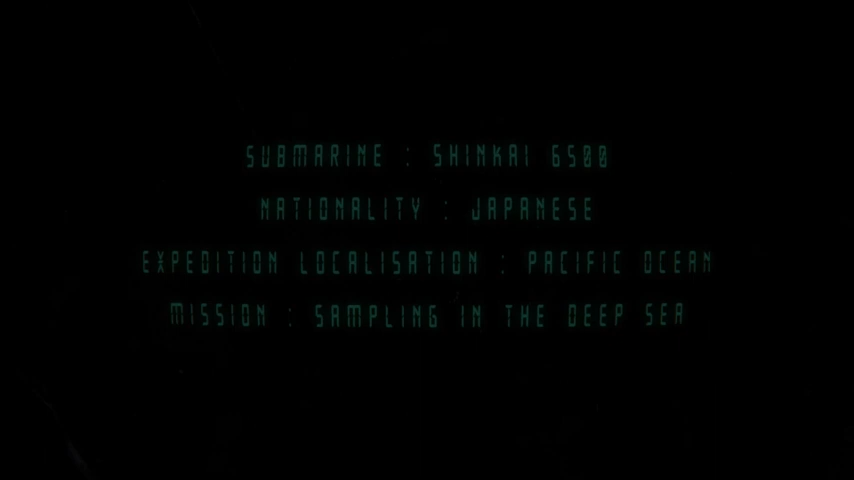 SUBMARINE : SHINKAI 6500
NATIONALITY : JAPANESE
EXPEDITION LOCALISATION : PACIFIC OCEAN
MISSION : SAMPLING IN THE DEEP SEA